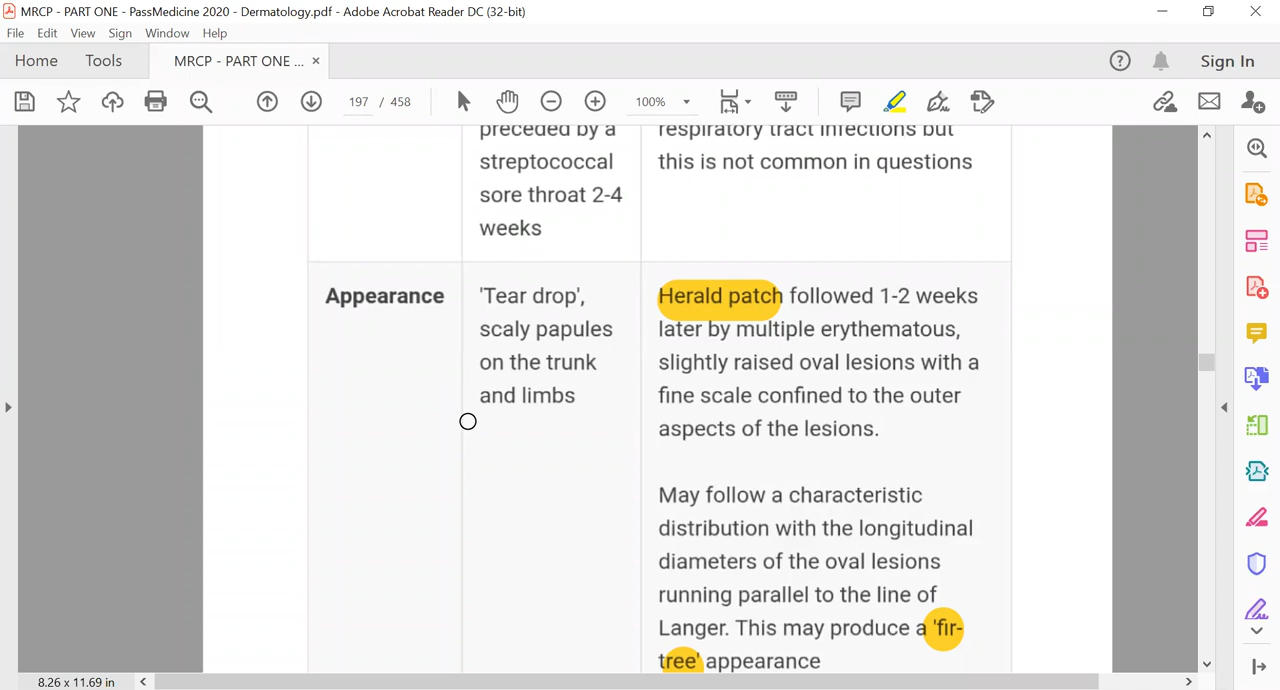 MRCP - PART ONE - PassMedicine 2020 - Dermatology.pdf - Adobe Acrobat Reader DC (32-bit)
File Edit View Sign Window Help
Home Tools MRCP - PART ONE ... ×
Sign In
197 / 458
100%
preceded by a
streptococcal
sore throat 2-4
weeks
respiratory tract infections but
this is not common in questions
Appearance
'Tear drop',
scaly papules
on the trunk
and limbs
Herald patch followed 1-2 weeks
later by multiple erythematous,
slightly raised oval lesions with a
fine scale confined to the outer
aspects of the lesions.
May follow a characteristic
distribution with the longitudinal
diameters of the oval lesions
running parallel to the line of
Langer. This may produce a 'fir-
tree' appearance
8.26 x 11.69 in